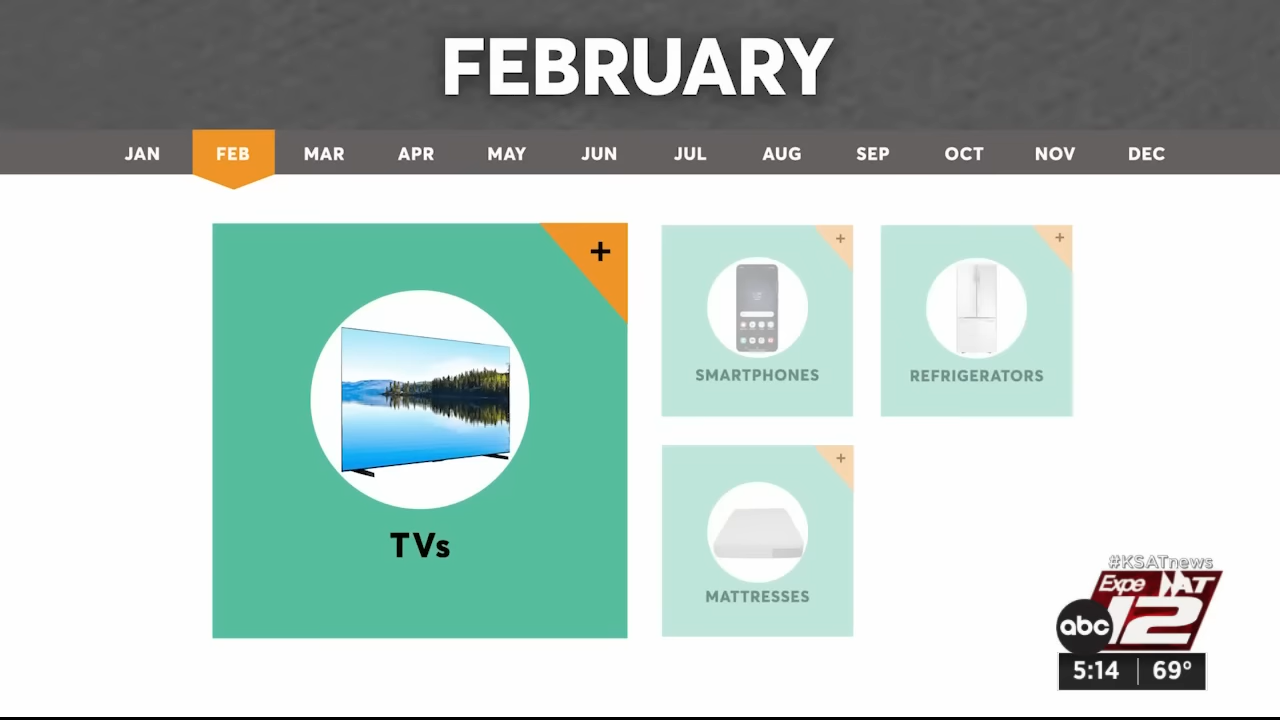 FEBRUARY
JAN FEB MAR APR MAY JUN JUL AUG SEP OCT NOV DEC
+
TVs
+
SMARTPHONES
+
REFRIGERATORS
+
MATTRESSES
#KSATnews
12
abc
5:14 69°